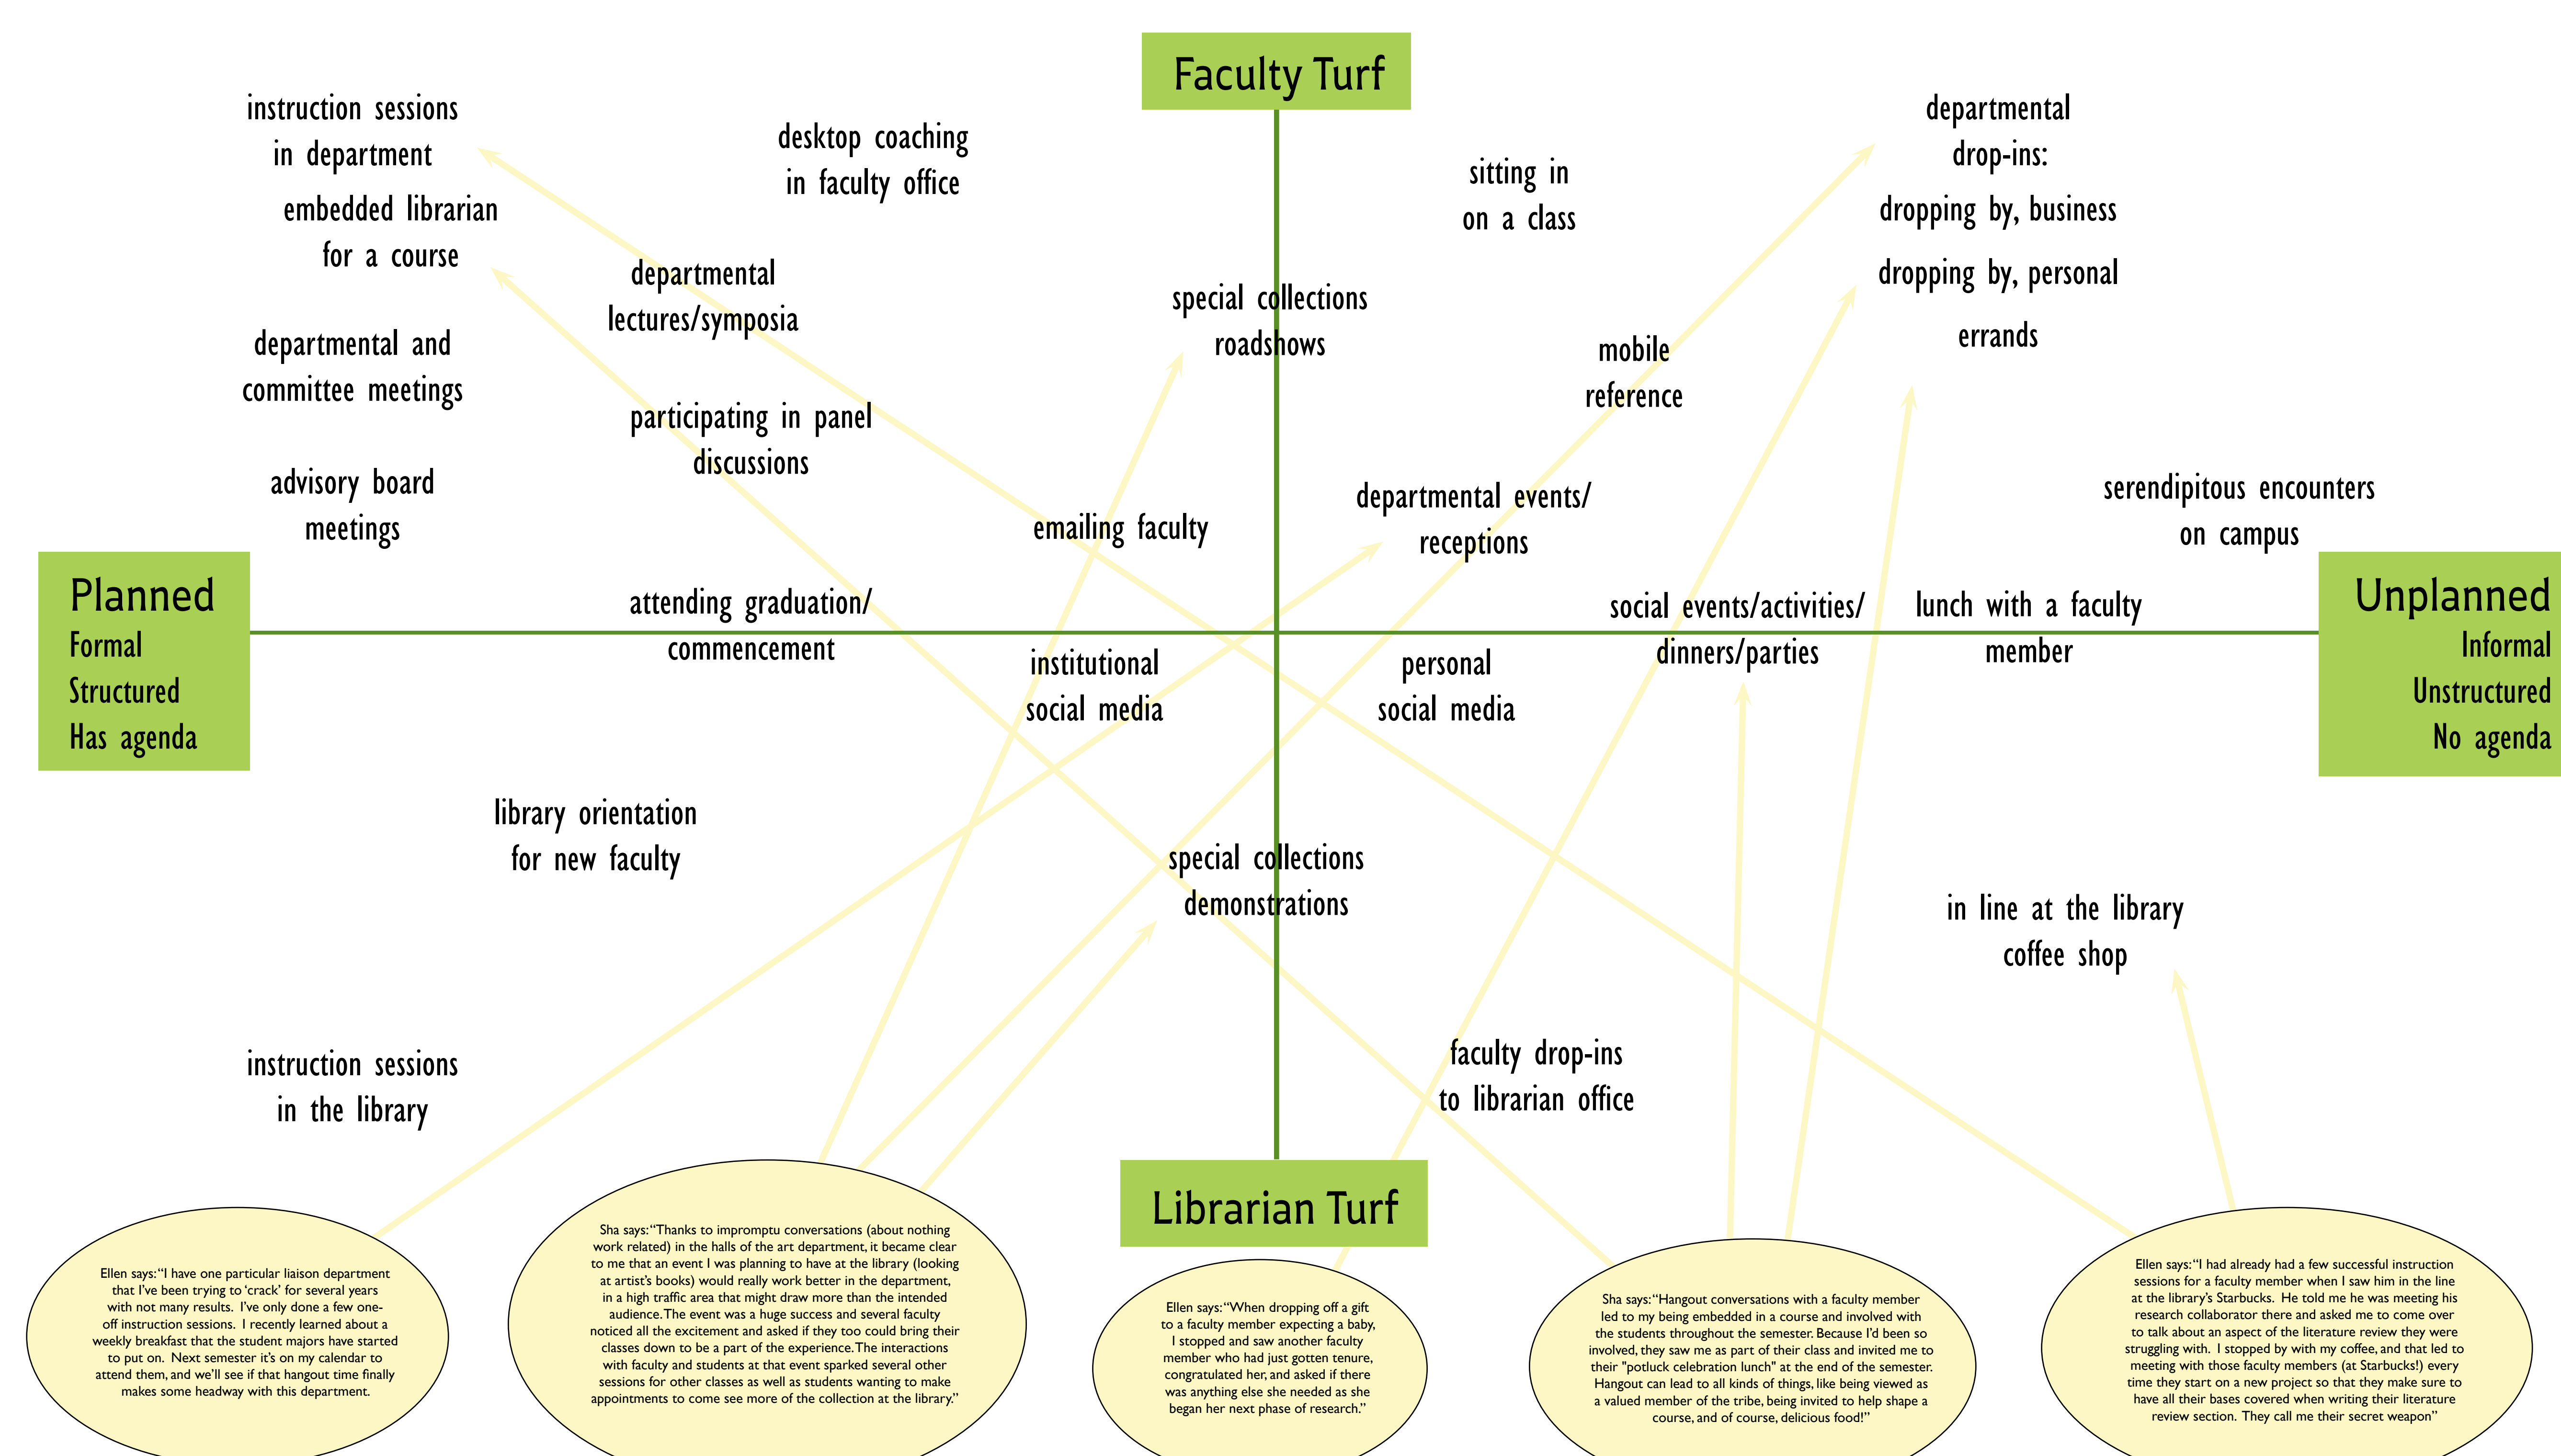 Faculty Turf
instruction sessions
in department
embedded librarian
for a course
desktop coaching
in faculty office
sitting in
on a class
departmental
drop-ins:
dropping by, business
dropping by, personal
errands
departmental
lectures/symposia
special collections
roadshows
departmental and
committee meetings
mobile
reference
participating in panel
discussions
advisory board
meetings
emailing faculty
departmental events/
receptions
serendipitous encounters
on campus
Planned
Formal
Structured
Has agenda
attending graduation/
commencement
social events/activities/
dinners/parties
lunch with a faculty
member
Unplanned
Informal
Unstructured
No agenda
institutional
social media
personal
social media
library orientation
for new faculty
special collections
demonstrations
in line at the library
coffee shop
instruction sessions
in the library
faculty drop-ins
to librarian office
Librarian Turf
Ellen says: “I have one particular liaison department
that I’ve been trying to ‘crack’ for several years
with not many results. I’ve only done a few one-
off instruction sessions. I recently learned about a
weekly breakfast that the student majors have started
to put on. Next semester it’s on my calendar to
attend them, and we’ll see if that hangout time finally
makes some headway with this department.
Sha says: “Thanks to impromptu conversations (about nothing
work related) in the halls of the art department, it became clear
to me that an event I was planning to have at the library (looking
at artist’s books) would really work better in the department,
in a high traffic area that might draw more than the intended
audience. The event was a huge success and several faculty
noticed all the excitement and asked if they too could bring their
classes down to be a part of the experience. The interactions
with faculty and students at that event sparked several other
sessions for other classes as well as students wanting to make
appointments to come see more of the collection at the library.”
Ellen says: “When dropping off a gift
to a faculty member expecting a baby,
I stopped and saw another faculty
member who had just gotten tenure,
congratulated her, and asked if there
was anything else she needed as she
began her next phase of research.”
Sha says: “Hangout conversations with a faculty member
led to my being embedded in a course and involved with
the students throughout the semester. Because I’d been so
involved, they saw me as part of their class and invited me to
their "potluck celebration lunch" at the end of the semester.
Hangout can lead to all kinds of things, like being viewed as
a valued member of the tribe, being invited to help shape a
course, and of course, delicious food!”
Ellen says: “I had already had a few successful instruction
sessions for a faculty member when I saw him in the line
at the library’s Starbucks. He told me he was meeting his
research collaborator there and asked me to come over
to talk about an aspect of the literature review they were
struggling with. I stopped by with my coffee, and that led to
meeting with those faculty members (at Starbucks!) every
time they start on a new project so that they make sure to
have all their bases covered when writing their literature
review section. They call me their secret weapon”